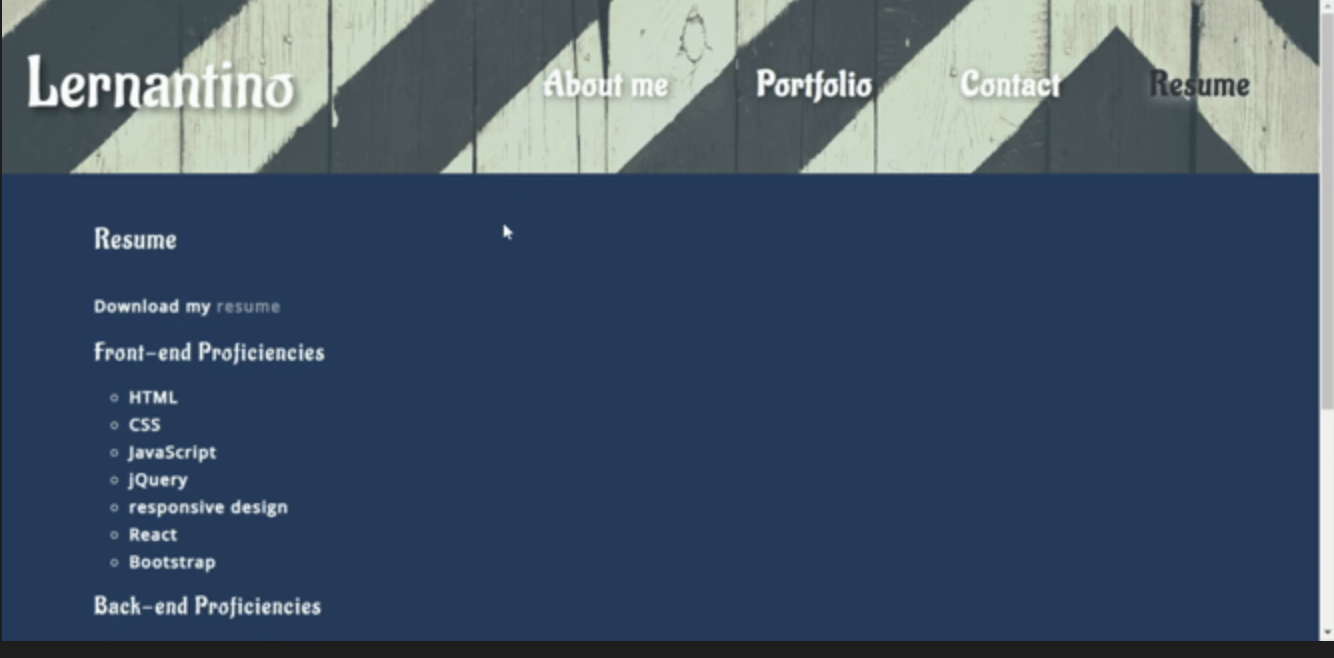 Lernantino
About me Portfolio Contact Resume
Resume
Download my resume
Front-end Proficiencies
HTML
CSS
JavaScript
jQuery
responsive design
React
Bootstrap
Back-end Proficiencies